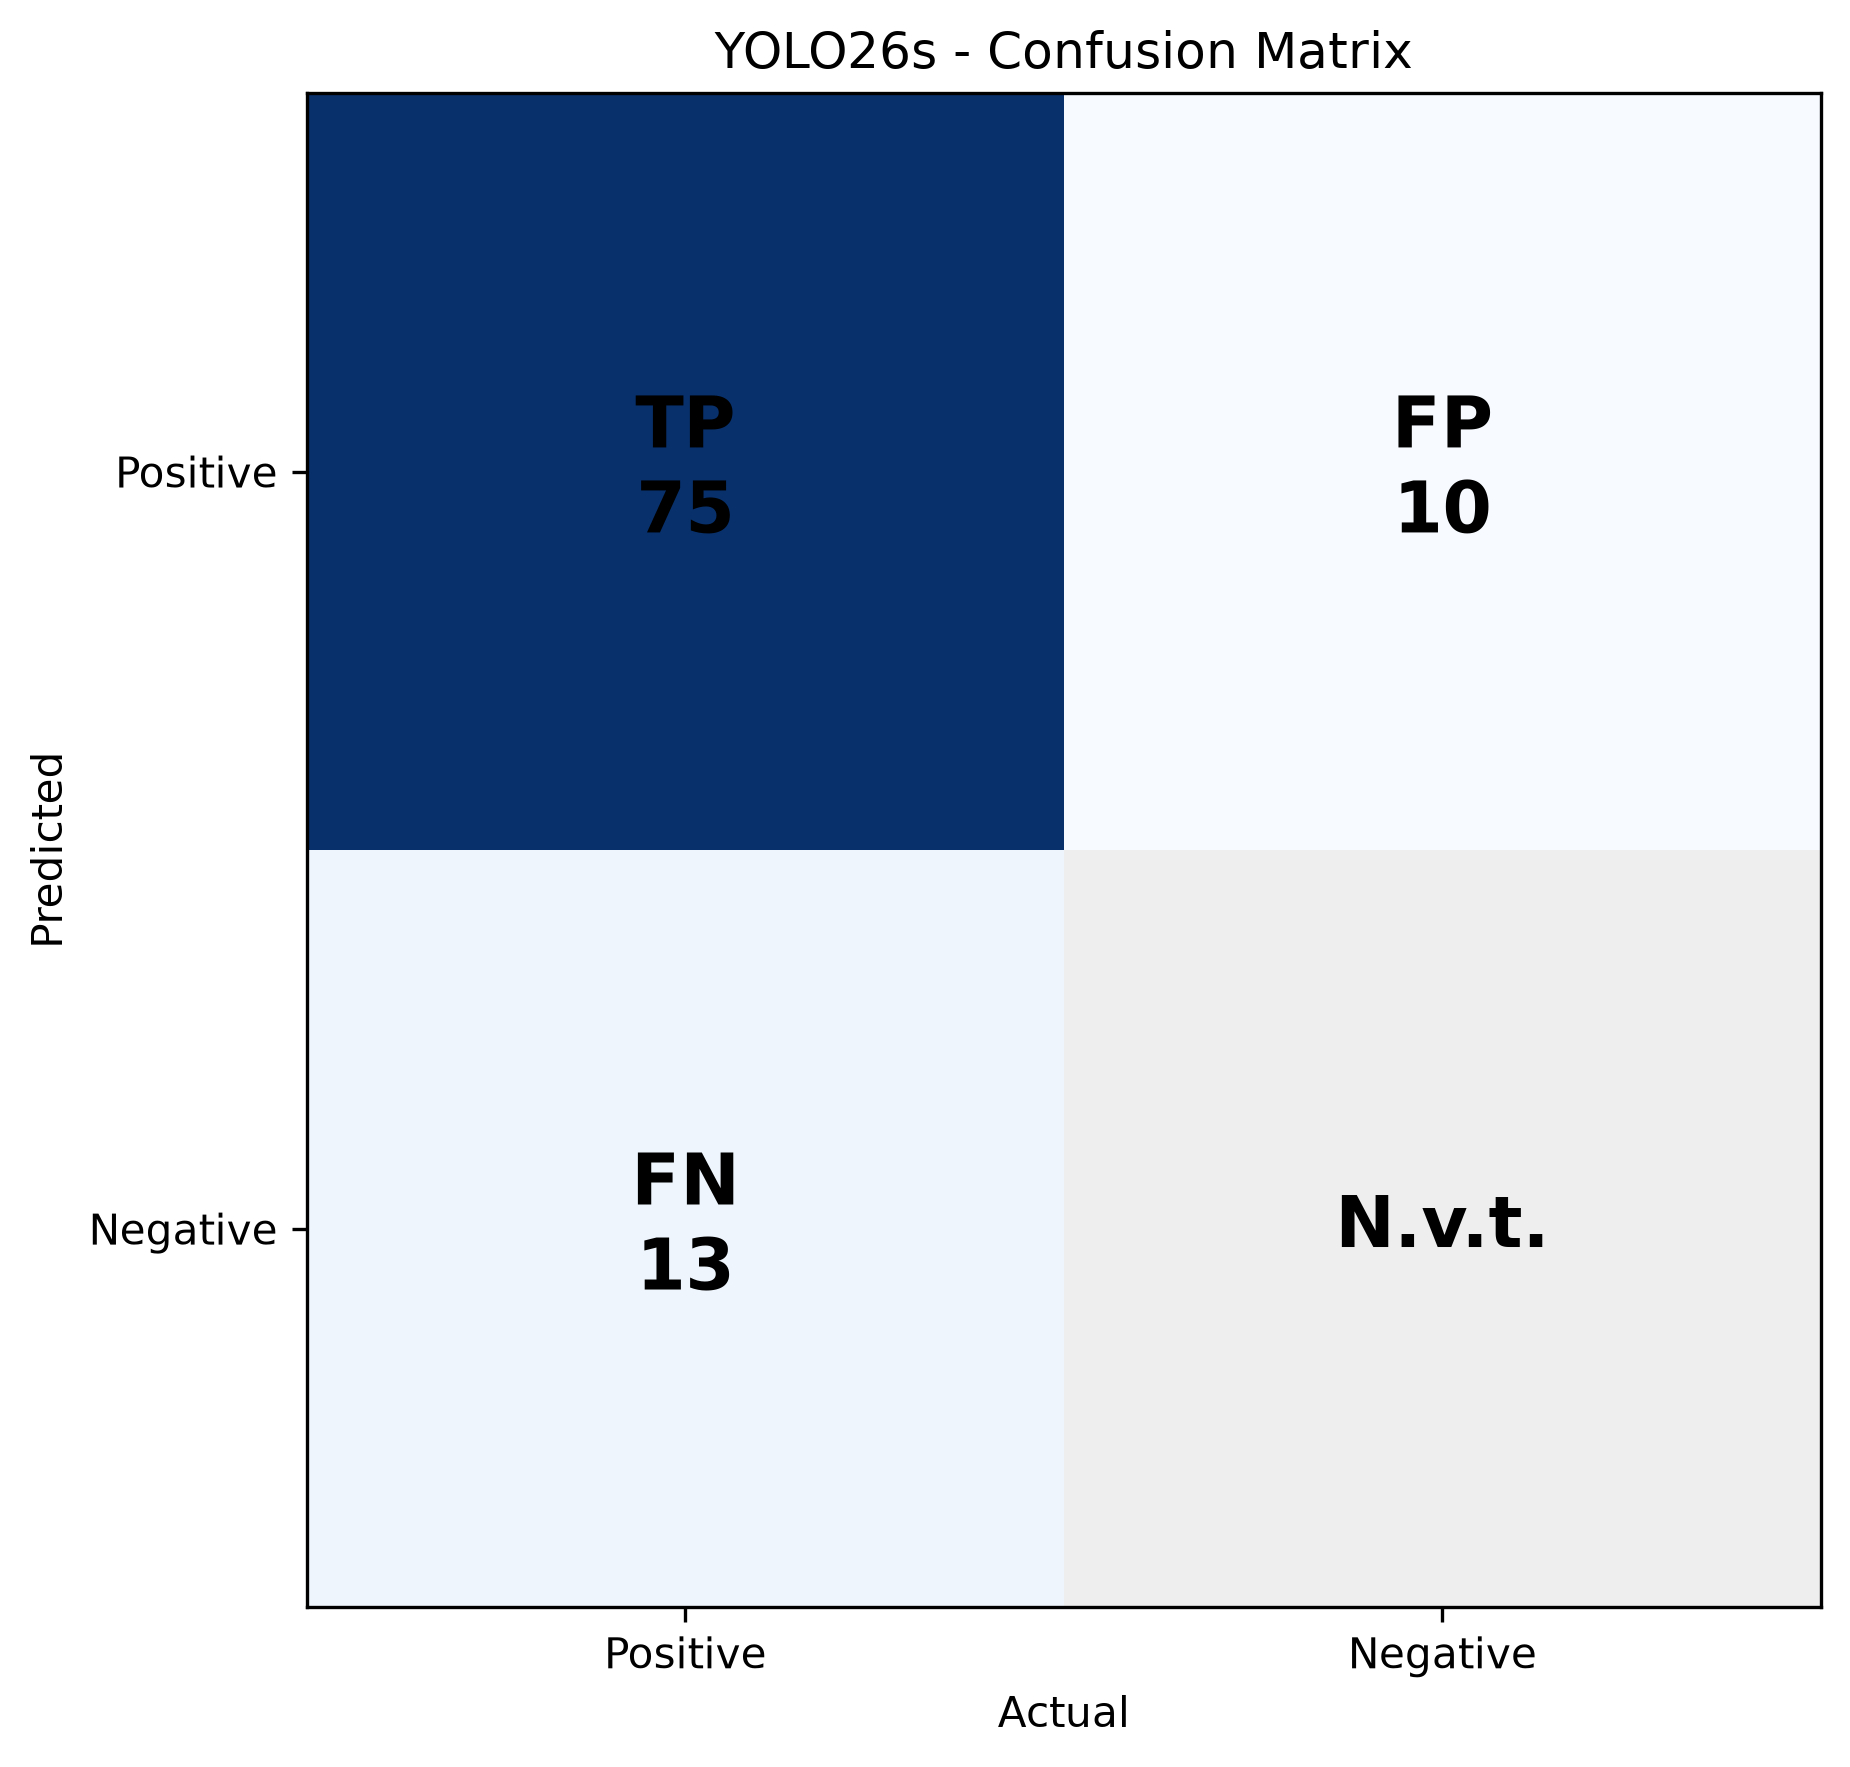 YOLO26s - Confusion Matrix
TP
75
FP
10
Positive
Predicted
FN
13
N.v.t.
Negative
Positive
Negative
Actual